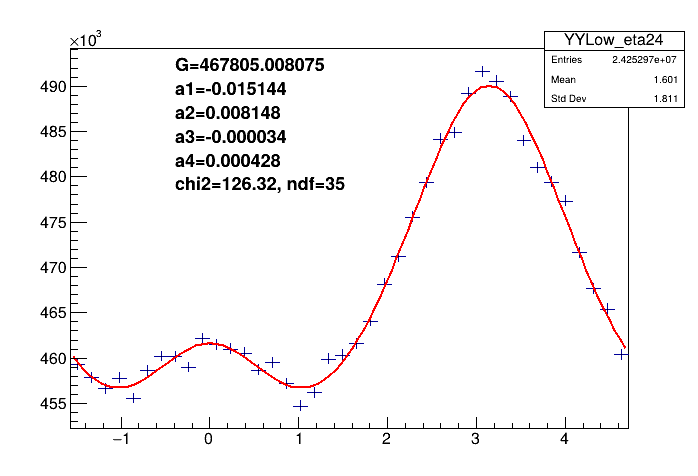 ×10³
YYLow_eta24
Entries 2.425297e+07
Mean 1.601
Std Dev 1.811
G=467805.008075
a1=-0.015144
a2=0.008148
a3=-0.000034
a4=0.000428
chi2=126.32, ndf=35
490
485
480
475
470
465
460
455
−1 0 1 2 3 4